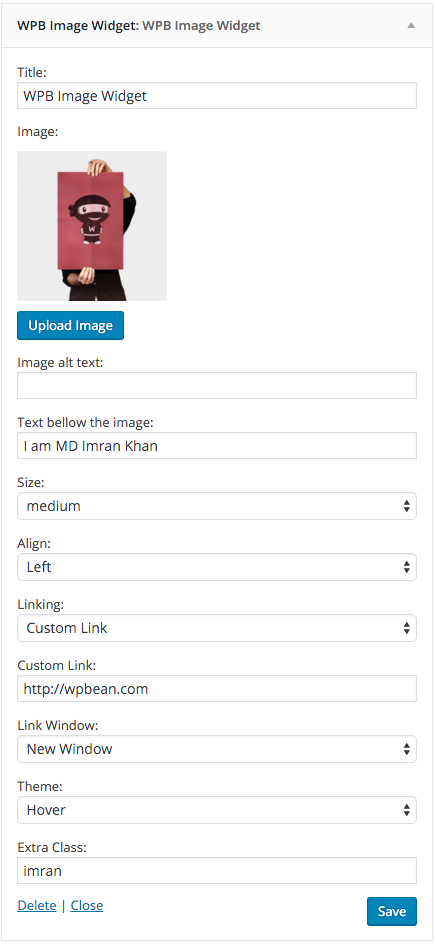 WPB Image Widget: WPB Image Widget
Title:
WPB Image Widget
Image:
W
Upload Image
Image alt text:
Text bellow the image:
I am MD Imran Khan
Size:
medium
Align:
Left
Linking:
Custom Link
Custom Link:
http://wpbean.com
Link Window:
New Window
Theme:
Hover
Extra Class:
imran
Delete | Close
Save